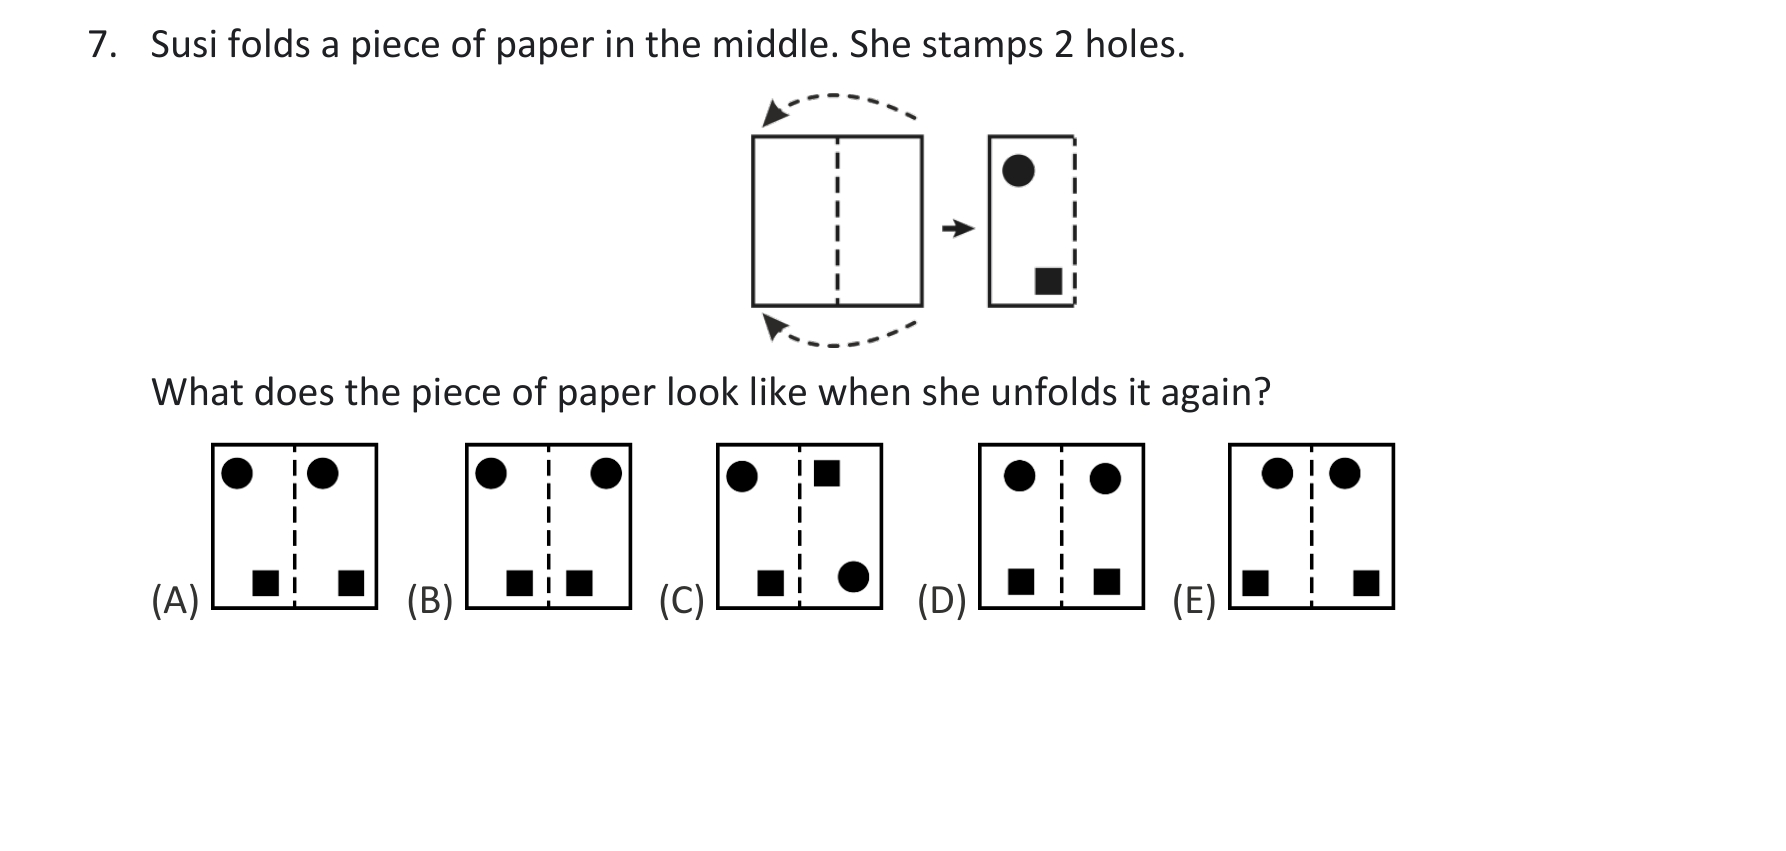 7. Susi folds a piece of paper in the middle. She stamps 2 holes.
What does the piece of paper look like when she unfolds it again?
(A) (B) (C) (D) (E)